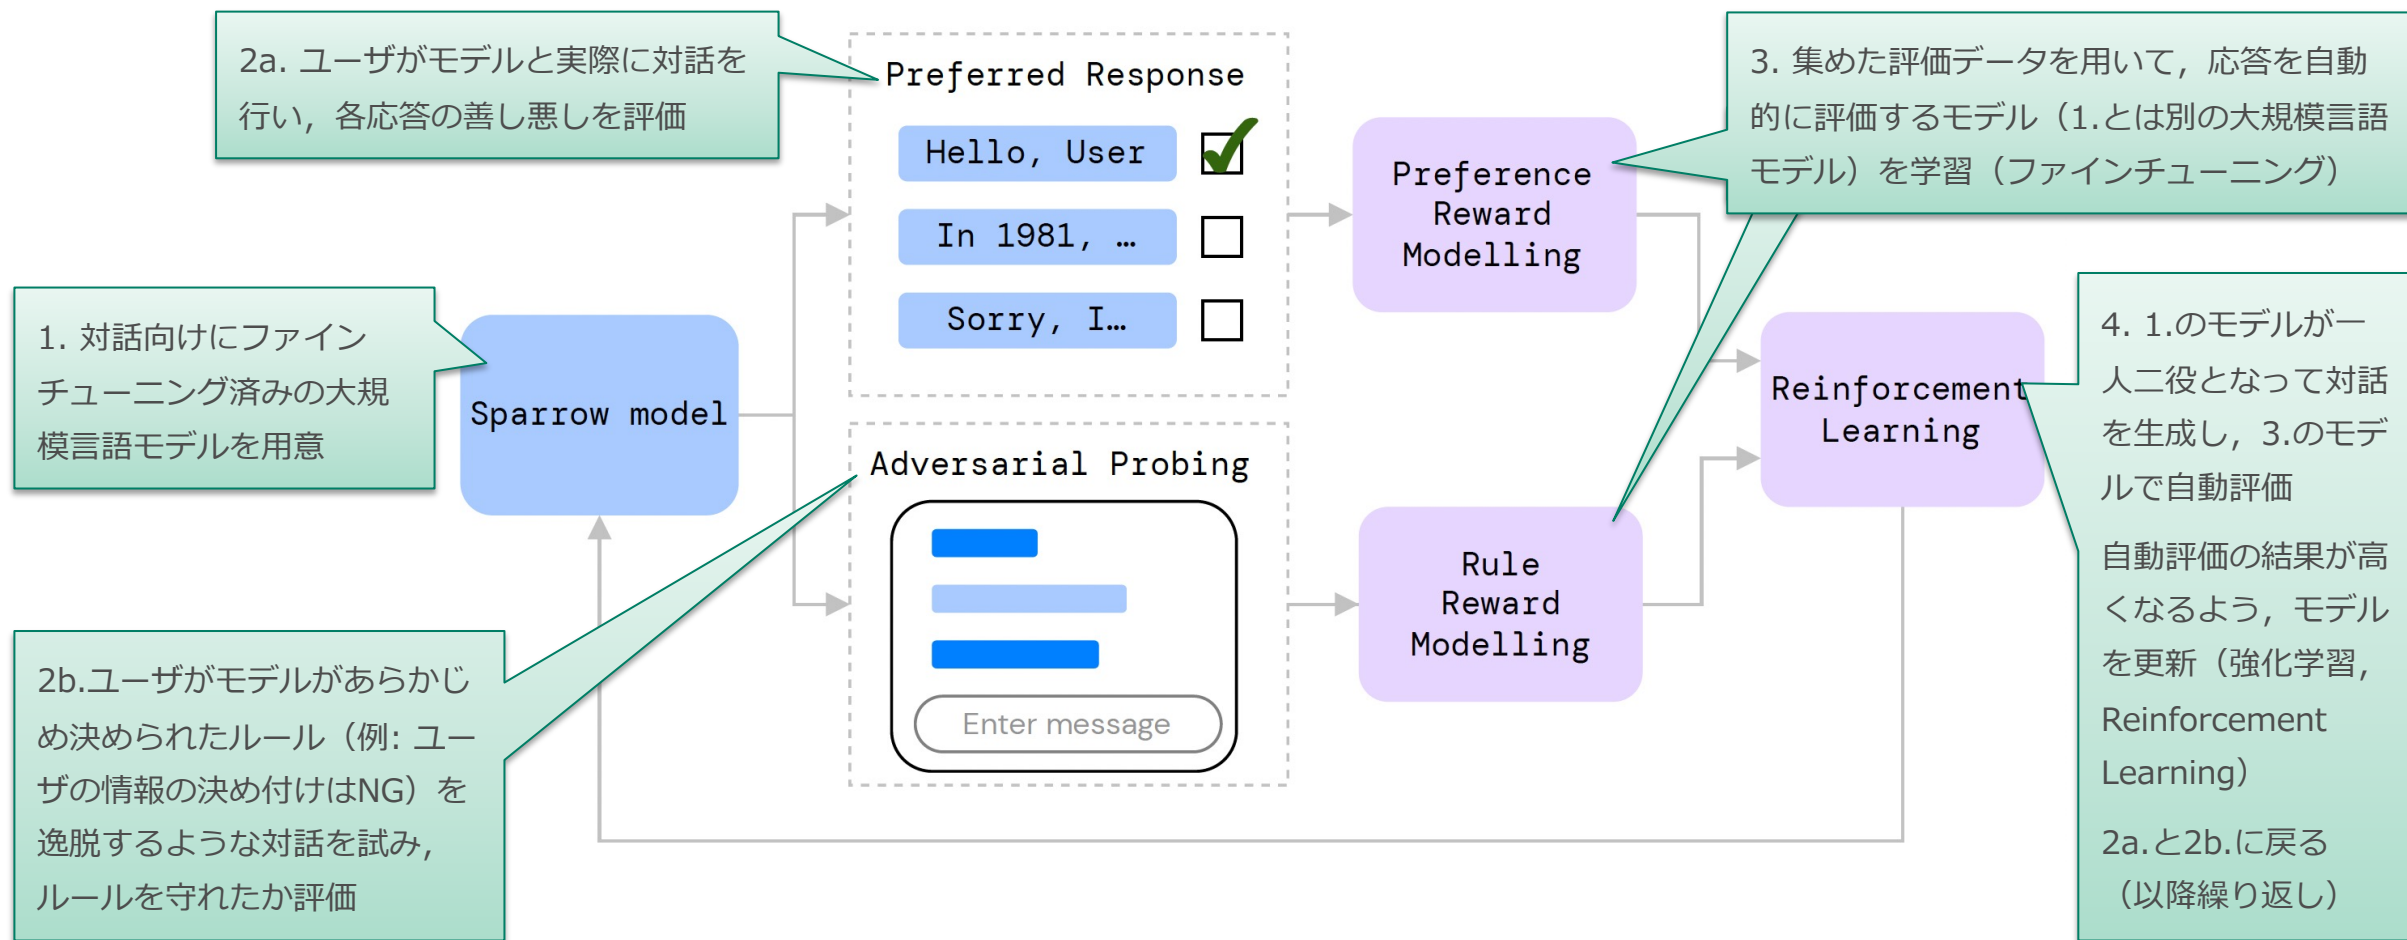 2a. ユーザがモデルと実際に対話を
行い，各応答の善し悪しを評価
Preferred Response
Hello, User
In 1981, …
Sorry, I…
3. 集めた評価データを用いて，応答を自動
的に評価するモデル（1.とは別の大規模言語
モデル）を学習（ファインチューニング）
Preference
Reward
Modelling
1. 対話向けにファイン
チューニング済みの大規
模言語モデルを用意
Sparrow model
Adversarial Probing
Enter message
2b.ユーザがモデルがあらかじ
め決められたルール（例: ユー
ザの情報の決め付けはNG）を
逸脱するような対話を試み，
ルールを守れたか評価
Rule
Reward
Modelling
Reinforcement
Learning
4. 1.のモデルが一
人二役となって対話
を生成し，3.のモデ
ルで自動評価
自動評価の結果が高
くなるよう，モデル
を更新（強化学習，
Reinforcement
Learning）
2a.と2b.に戻る
（以降繰り返し）